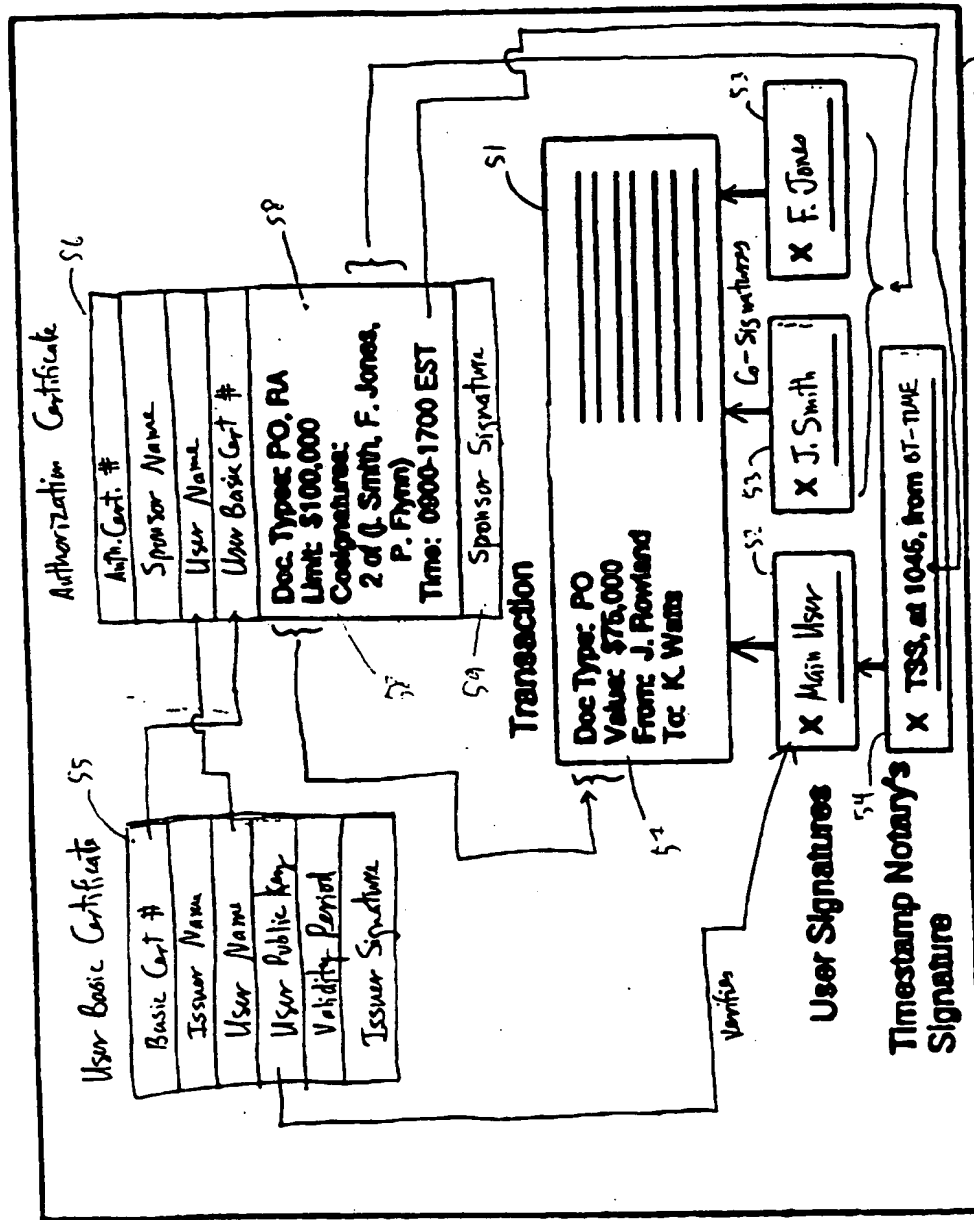 User Basic Certificate
55
Basic Cert #
Issuer Name
User Name
User Public Key
Validity Period
Issuer Signature
Authorization Certificate
56
Auth. Cert. #
Sponsor Name
User Name
User Basic Cert #
Doc. Types: PO, RA
Limit: $100,000
Cosignatures:
2 of (J. Smith, F. Jones,
P. Flynn)
Time: 0900-1700 EST
58
59
Sponsor Signature
Transaction
51
Doc Type: PO
Value: $75,000
From: J. Rowland
To: K. Watts
57
Verifies
52
X Main User
Co-Signatures
53
X J. Smith
53
X F. Jones
User Signatures
54
X TSS, at 1045, from
Timestamp Notary's
Signature